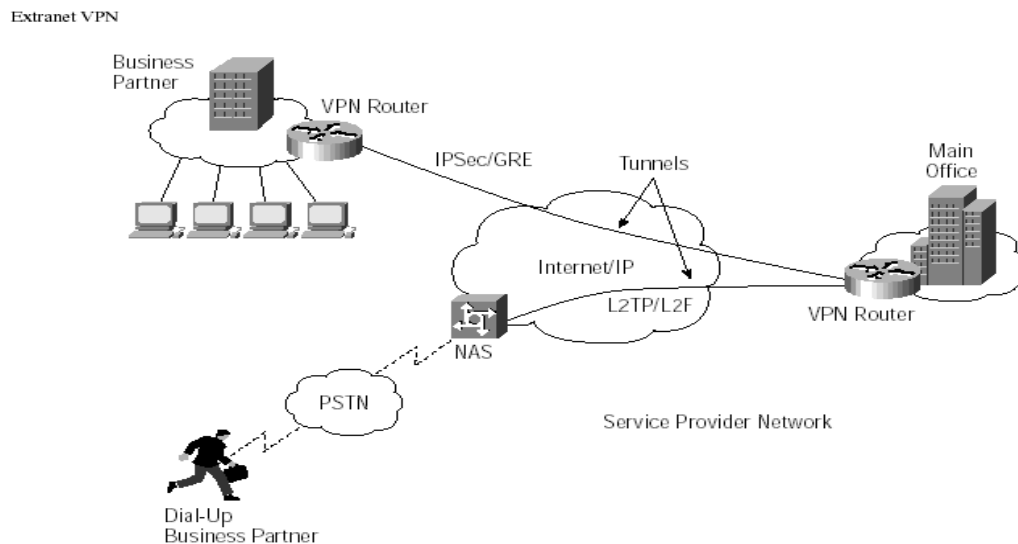 Extranet VPN
Business
Partner
VPN Router
IPSec/GRE
Tunnels
Main
Office
Internet/IP
L2TP/L2F
VPN Router
NAS
PSTN
Service Provider Network
Dial-Up
Business Partner